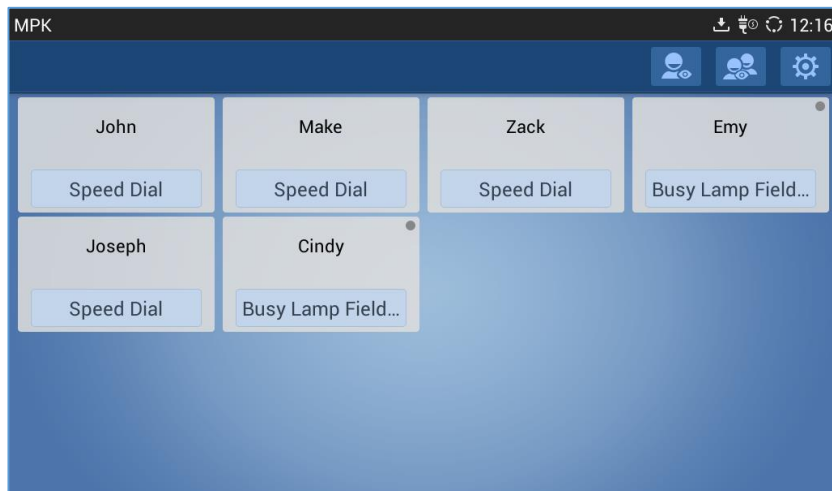 MPK 12:16
John Make Zack Emy
Speed Dial Speed Dial Speed Dial Busy Lamp Field...
Joseph Cindy
Speed Dial Busy Lamp Field...